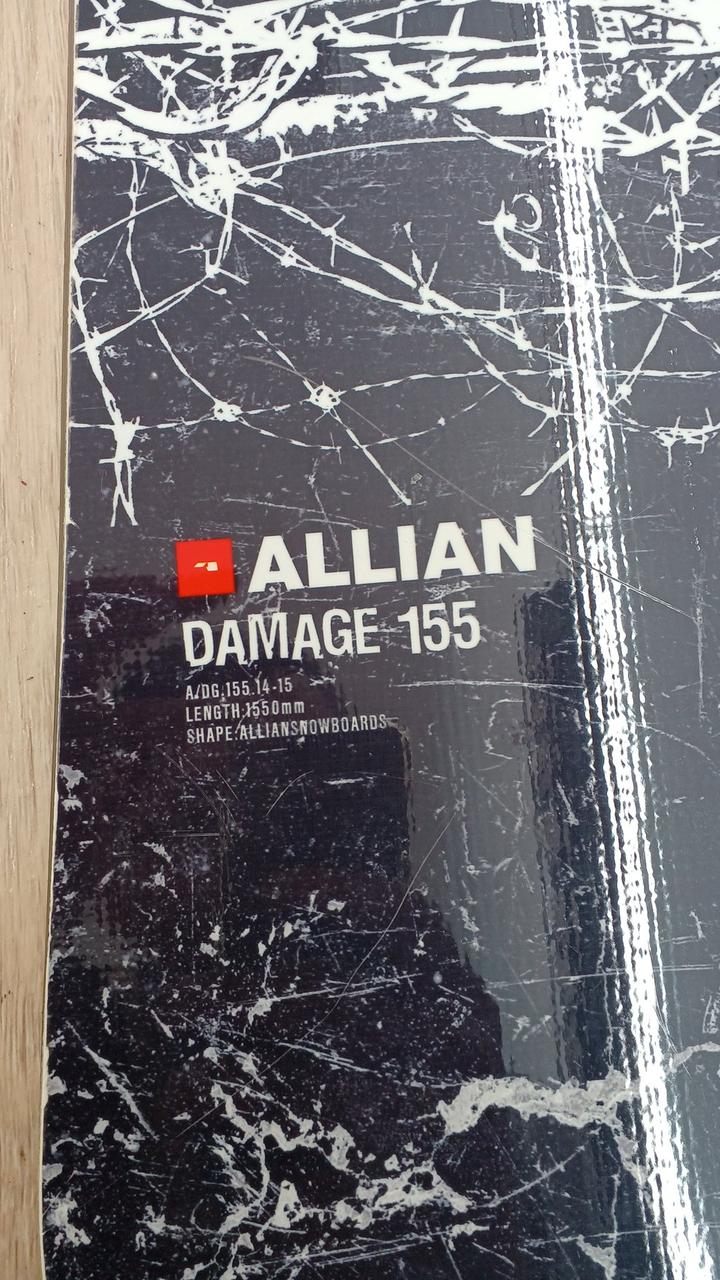 ALLIAN
DAMAGE 155
A/DG.155.14-15
LENGTH:1550mm
SHAPE:ALLIANSNOWBOARDS